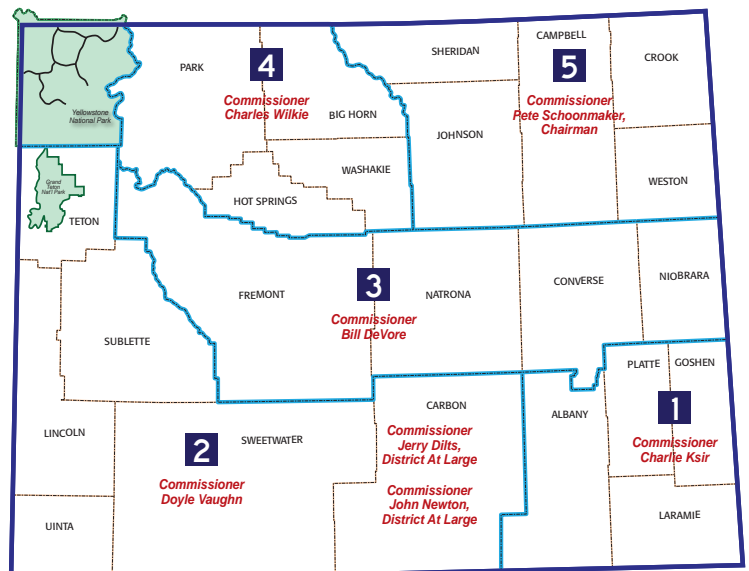 SHERIDAN
CAMPBELL
CROOK
PARK
4
5
Commissioner
Charles Wilkie
Commissioner
Pete Schoonmaker,
Chairman
Yellowstone
National Park
BIG HORN
JOHNSON
WASHAKIE
WESTON
Grand
Teton
Nat'l Park
HOT SPRINGS
TETON
FREMONT
3
NATRONA
CONVERSE
NIOBRARA
Commissioner
Bill DeVore
SUBLETTE
PLATTE
GOSHEN
CARBON
ALBANY
1
LINCOLN
2
SWEETWATER
Commissioner
Jerry Dilts,
District At Large
Commissioner
Charlie Ksir
Commissioner
Doyle Vaughn
Commissioner
John Newton,
District At Large
UINTA
LARAMIE